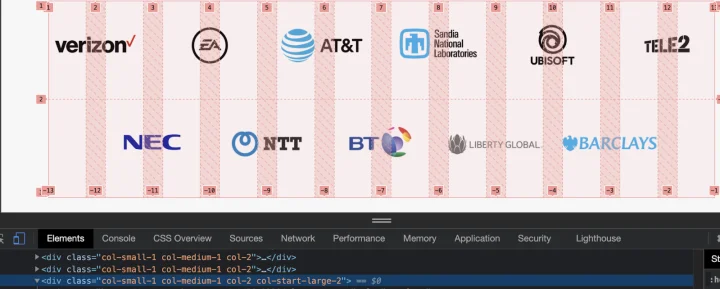 1 1 2 3 4 5 6 7 8 9 10 11 12
verizon EA AT&T Sandia National Laboratories UBISOFT TELE2
2
NEC NTT BT LIBERTY GLOBAL. BARCLAYS
-13 -12 -11 -10 -9 -8 -7 -6 -5 -4 -3 -2 -1
Elements Console CSS Overview Sources Network Performance Memory Application Security Lighthouse
<div class="col-small-1 col-medium-1 col-2">…</div>
<div class="col-small-1 col-medium-1 col-2">…</div>
<div class="col-small-1 col-medium-1 col-2 col-start-large-2"> == $0
St
:h